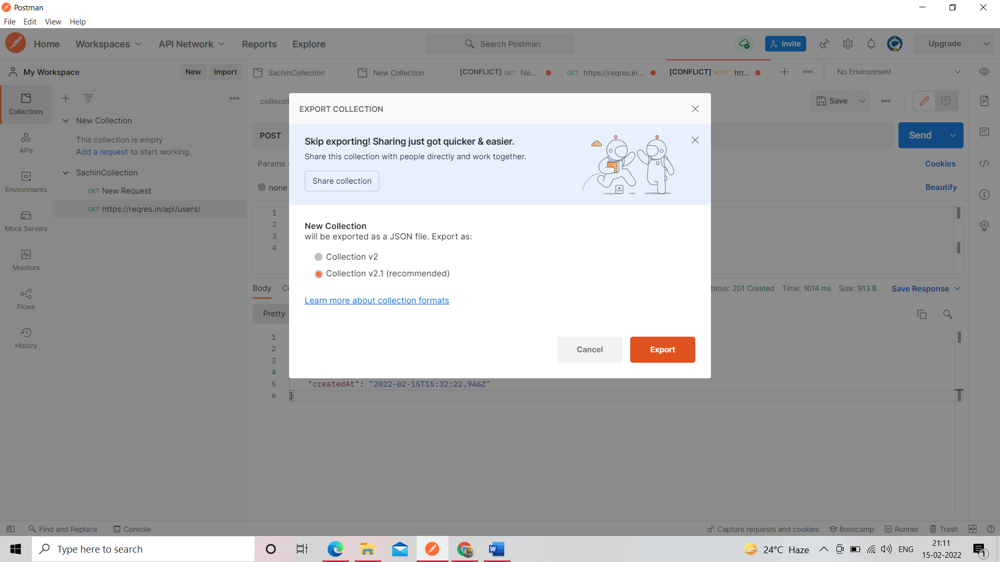 Postman
File Edit View Help
Home Workspaces API Network Reports Explore Search Postman Invite Upgrade
My Workspace New Import SachinCollection New Collection [CONFLICT] GET Ne... GET https://reqres.in... [CONFLICT] POST htt... No Environment
Collections
APIs
Environments
Mock Servers
Monitors
Flows
History
New Collection
This collection is empty
Add a request to start working.
SachinCollection
GET New Request
GET https://reqres.in/api/users/
Save
POST
Send
Params
Cookies
none
Beautify
1
2
3
4
EXPORT COLLECTION
Skip exporting! Sharing just got quicker & easier.
Share this collection with people directly and work together.
Share collection
New Collection
will be exported as a JSON file. Export as:
Collection v2
Collection v2.1 (recommended)
Learn more about collection formats
Cancel Export
Body
201 Created Time: 1614 ms Size: 913 B Save Response
Pretty
1
2
3
4
5 "createdAt": "2022-02-15T15:32:22.946Z"
6 }
Find and Replace Console Capture requests and cookies Bootcamp Runner Trash
Type here to search 24°C Haze ENG 21:11
15-02-2022 1